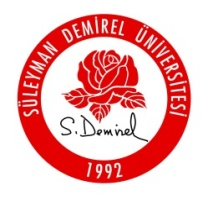 SÜLEYMAN DEMİREL ÜNİVERSİTESİ
S. Demirel
1992